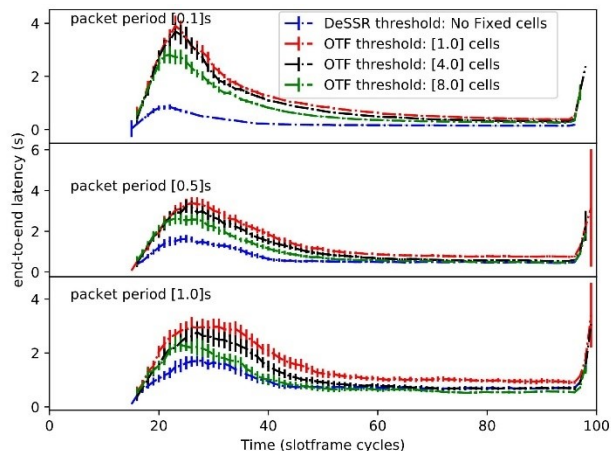 packet period [0.1]s
DeSSR threshold: No Fixed cells
OTF threshold: [1.0] cells
OTF threshold: [4.0] cells
OTF threshold: [8.0] cells
4
2
0
packet period [0.5]s
6
4
2
0
end-to-end latency (s)
packet period [1.0]s
4
2
0
0 20 40 60 80 100
Time (slotframe cycles)